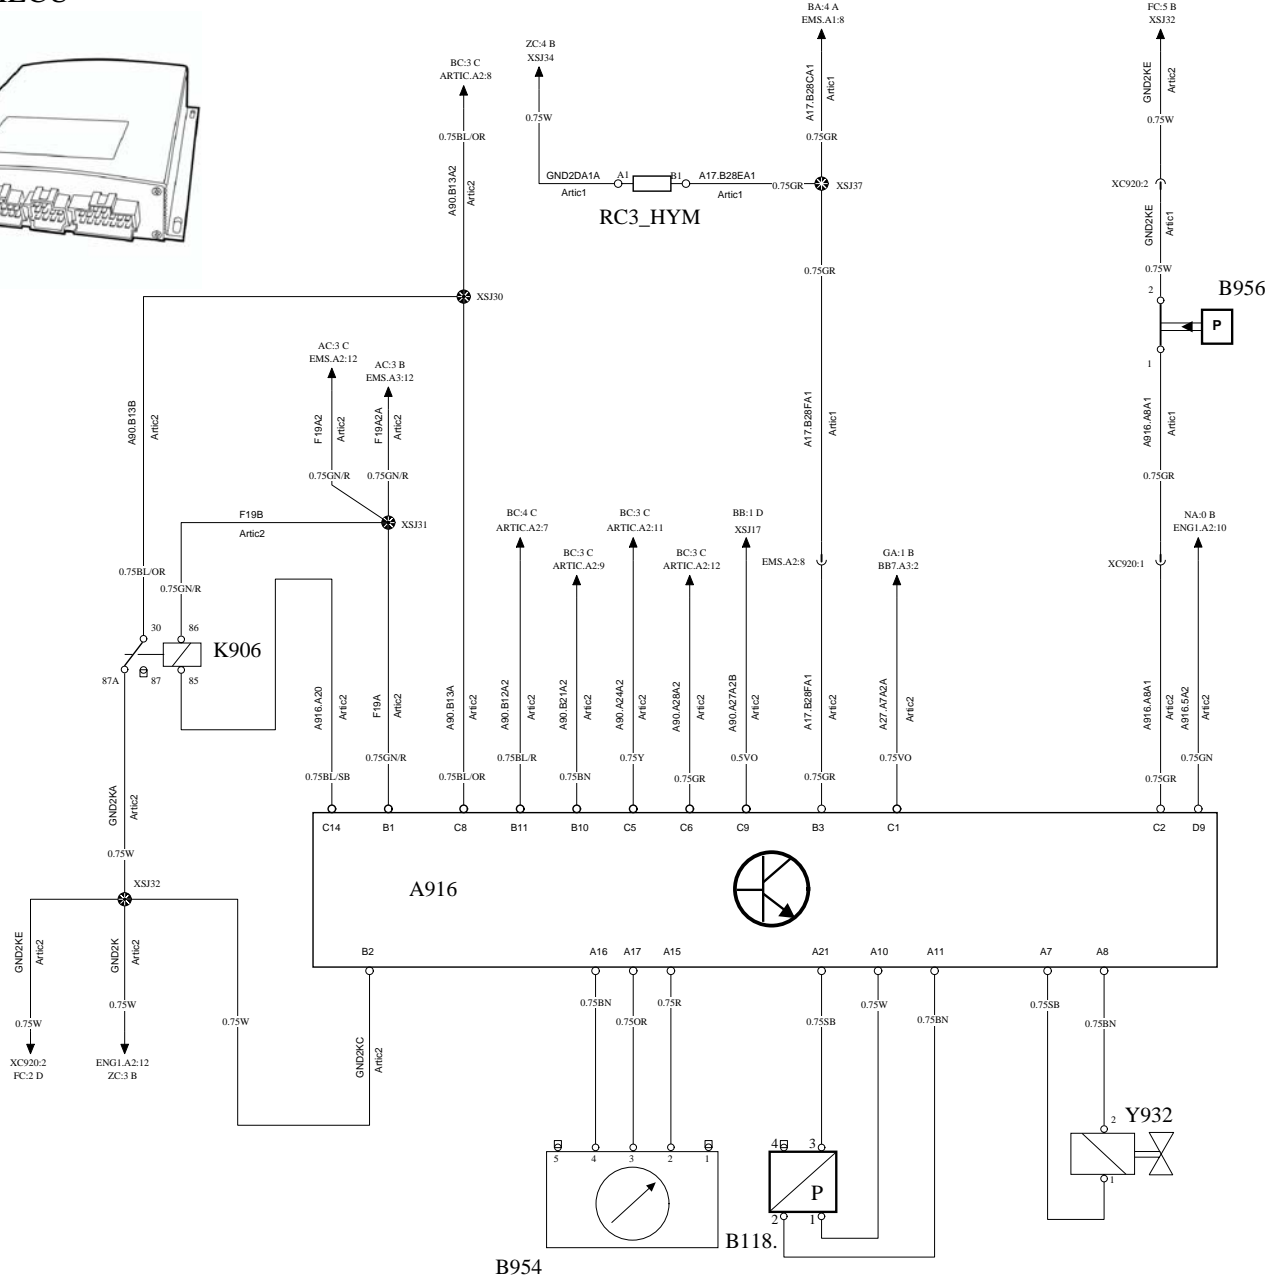 BA:4 A
EMS.A1:8
FC:5 B
XSJ32
ZC:4 B
XSJ34
BC:3 C
ARTIC.A2:8
A17.B28CA1
Artic1
GND2KE
Artic2
0.75W
0.75W
0.75BL/OR
0.75GR
A90.B13A2
Artic2
GND2DA1A
Artic1
A1
B1
A17.B28EA1
Artic1
0.75GR
XSJ37
XC920:2
RC3_HYM
GND2KE
Artic1
0.75GR
0.75W
2
B956
P
1
XSJ30
AC:3 C
EMS.A2:12
AC:3 B
EMS.A3:12
A90.B13B
Artic2
F19A2
Artic2
F19A2A
Artic2
A17.B28FA1
Artic1
A916.A8A1
Artic1
0.75GN/R
0.75GN/R
0.75GR
F19B
Artic2
XSJ31
BC:4 C
ARTIC.A2:7
BC:3 C
ARTIC.A2:11
BB:1 D
XSJ17
NA:0 B
ENG1.A2:10
BC:3 C
ARTIC.A2:9
BC:3 C
ARTIC.A2:12
EMS.A2:8
GA:1 B
BB7.A3:2
XC920:1
0.75BL/OR
0.75GN/R
30
86
K906
87A
87
85
A916.A20
Artic2
F19A
Artic2
A90.B13A
Artic2
A90.B12A2
Artic2
A90.B21A2
Artic2
A90.A24A2
Artic2
A90.A28A2
Artic2
A90.A27A2B
Artic2
A17.B28FA1
Artic2
A27.A7A2A
Artic2
A916.A8A1
Artic2
A916.5A2
Artic2
0.75BL/SB
0.75GN/R
0.75BL/OR
0.75BL/R
0.75BN
0.75Y
0.75GR
0.5VO
0.75GR
0.75VO
0.75GR
0.75GN
GND2KA
Artic2
C14
B1
C8
B11
B10
C5
C6
C9
B3
C1
C2
D9
0.75W
XSJ32
A916
GND2KE
Artic2
GND2K
Artic2
B2
A16
A17
A15
A21
A10
A11
A7
A8
0.75W
0.75W
0.75W
0.75BN
0.75OR
0.75R
0.75SB
0.75W
0.75BN
0.75SB
0.75BN
XC920:2
FC:2 D
ENG1.A2:12
ZC:3 B
GND2KC
Artic2
2
Y932
1
5
4
3
2
1
4
3
P
2
1
B118.
B954